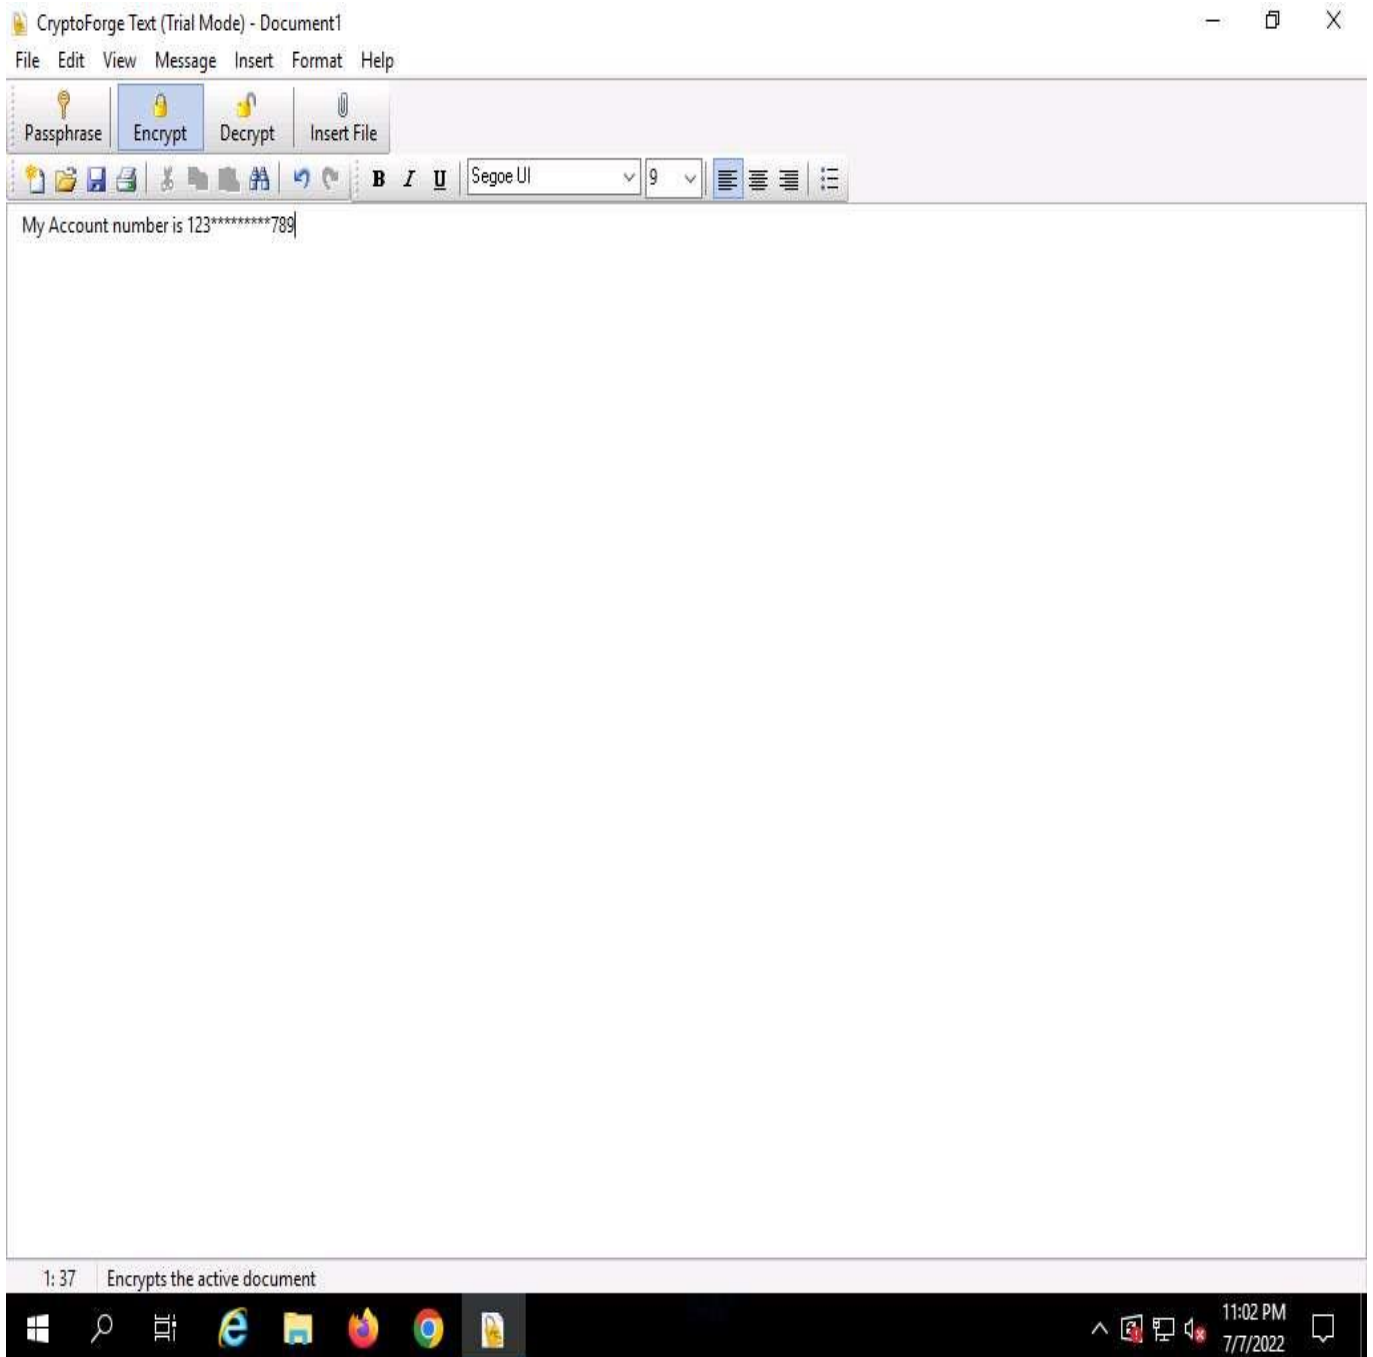 CryptoForge Text (Trial Mode) - Document1
File Edit View Message Insert Format Help
Passphrase Encrypt Decrypt Insert File
B I U Segoe UI 9
My Account number is 123*********789
1: 37 Encrypts the active document
11:02 PM
7/7/2022